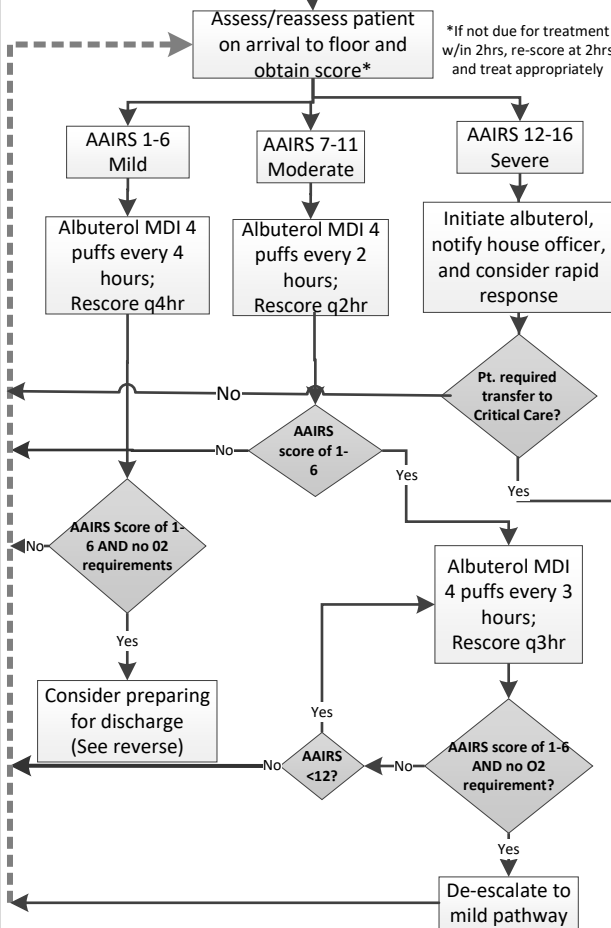 Assess/reassess patient
on arrival to floor and
obtain score*
*If not due for treatment
w/in 2hrs, re-score at 2hrs
and treat appropriately
AAIRS 1-6
Mild
AAIRS 7-11
Moderate
AAIRS 12-16
Severe
Albuterol MDI 4
puffs every 4
hours;
Rescore q4hr
Albuterol MDI 4
puffs every 2
hours;
Rescore q2hr
Initiate albuterol,
notify house officer,
and consider rapid
response
Pt. required
transfer to
Critical Care?
No
AAIRS
score of 1-
6
No
Yes
Yes
AAIRS Score of 1-
6 AND no 02
requirements
No
Yes
Albuterol MDI
4 puffs every 3
hours;
Rescore q3hr
Consider preparing
for discharge
(See reverse)
Yes
AAIRS
<12?
No
No
AAIRS score of 1-6
AND no O2
requirement?
Yes
De-escalate to
mild pathway